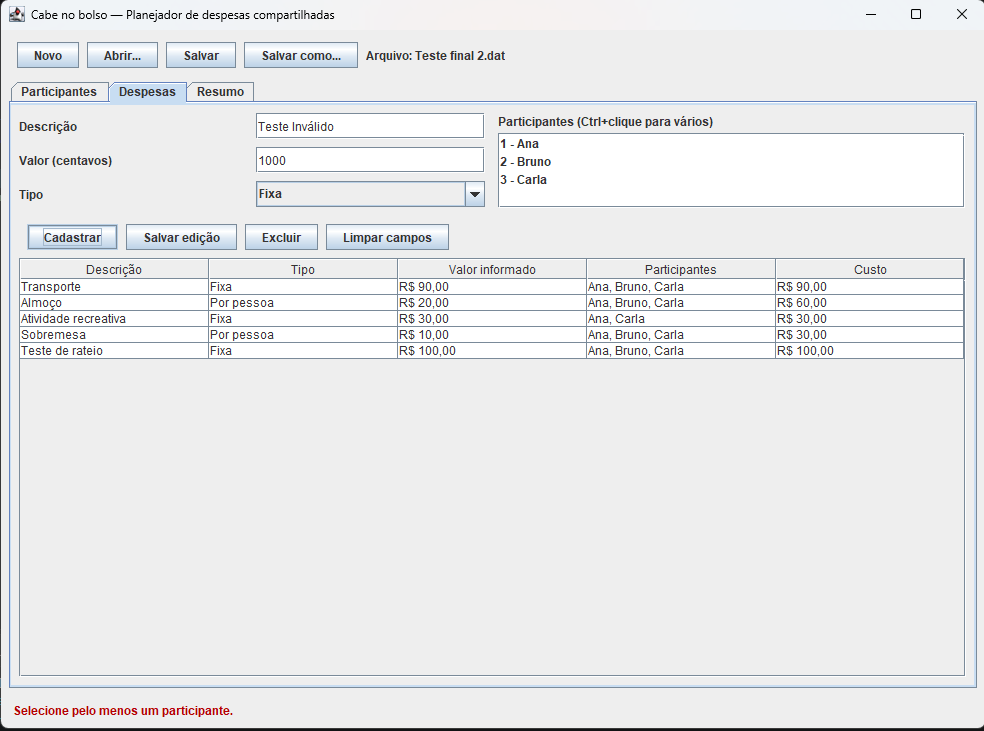 Cabe no bolso — Planejador de despesas compartilhadas
Novo Abrir... Salvar Salvar como... Arquivo: Teste final 2.dat
Participantes Despesas Resumo
Descrição Teste Inválido
Valor (centavos) 1000
Tipo Fixa
Participantes (Ctrl+clique para vários)
1 - Ana
2 - Bruno
3 - Carla
Cadastrar Salvar edição Excluir Limpar campos
Descrição Tipo Valor informado Participantes Custo
Transporte Fixa R$ 90,00 Ana, Bruno, Carla R$ 90,00
Almoço Por pessoa R$ 20,00 Ana, Bruno, Carla R$ 60,00
Atividade recreativa Fixa R$ 30,00 Ana, Carla R$ 30,00
Sobremesa Por pessoa R$ 10,00 Ana, Bruno, Carla R$ 30,00
Teste de rateio Fixa R$ 100,00 Ana, Bruno, Carla R$ 100,00
Selecione pelo menos um participante.